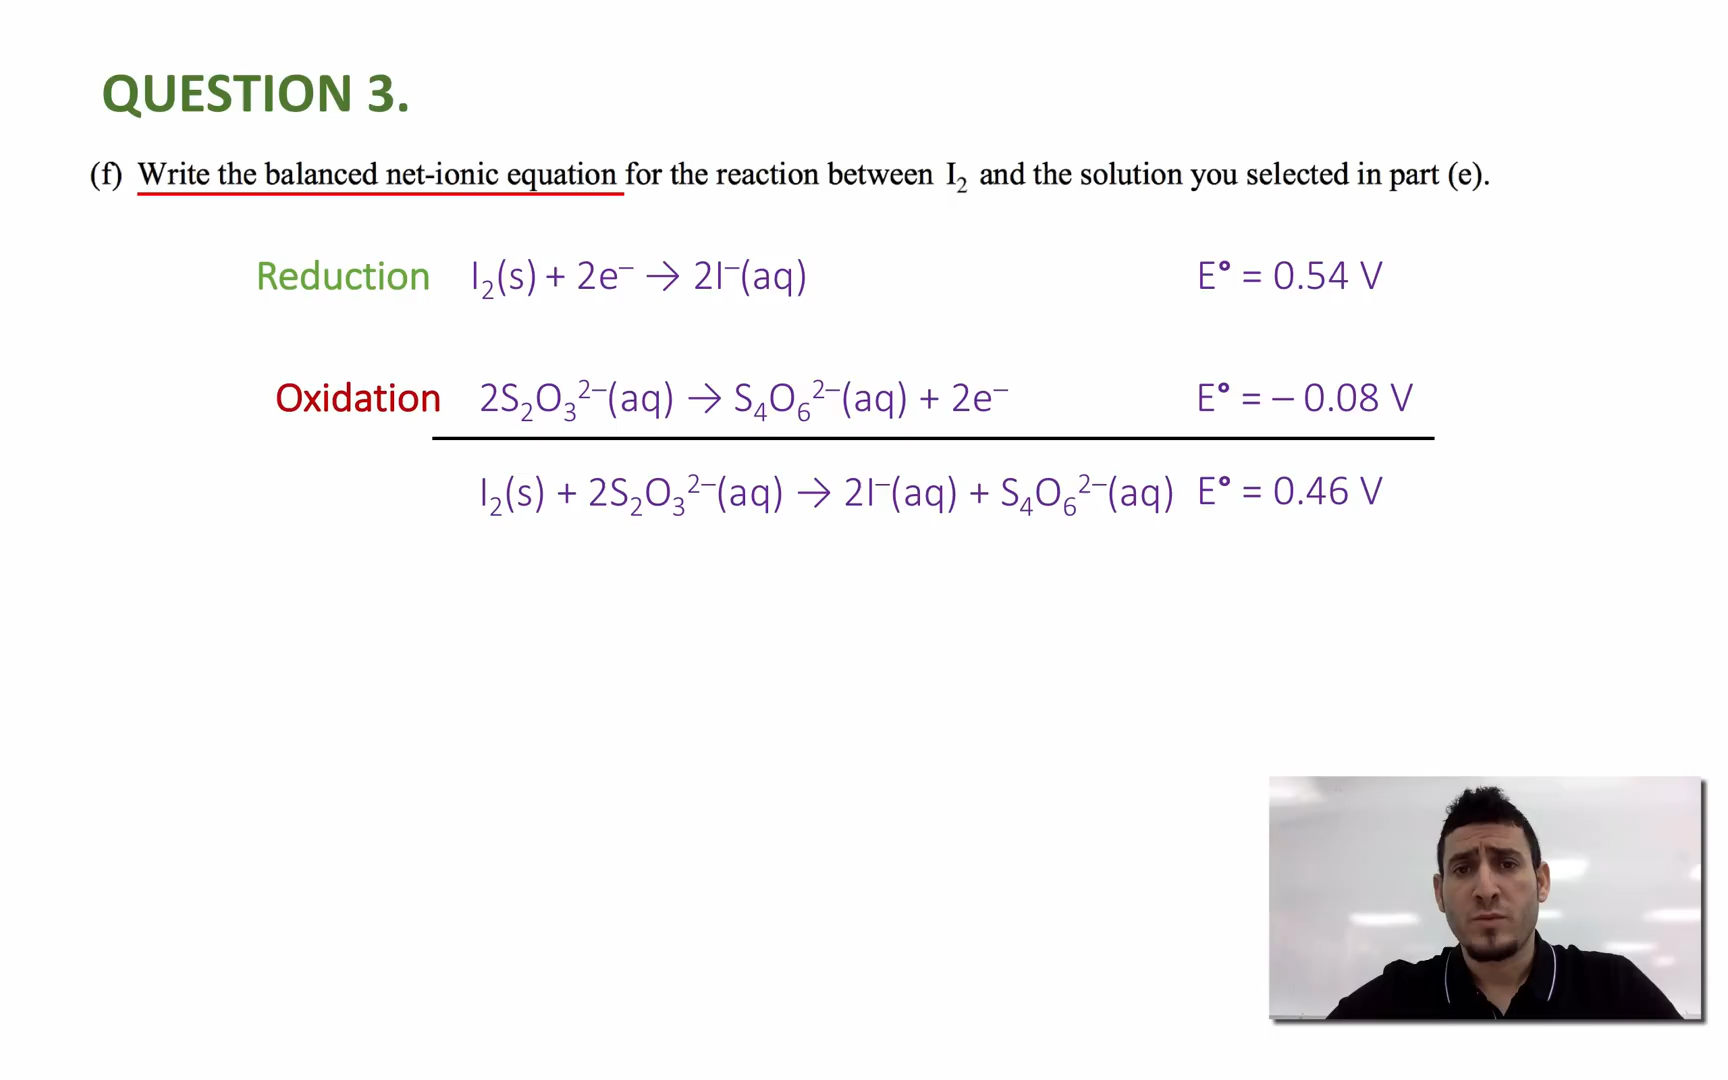 QUESTION 3.
(f) Write the balanced net-ionic equation for the reaction between I₂ and the solution you selected in part (e).
Reduction I₂(s) + 2e⁻ → 2I⁻(aq) E° = 0.54 V
Oxidation 2S₂O₃²⁻(aq) → S₄O₆²⁻(aq) + 2e⁻ E° = – 0.08 V
I₂(s) + 2S₂O₃²⁻(aq) → 2I⁻(aq) + S₄O₆²⁻(aq) E° = 0.46 V